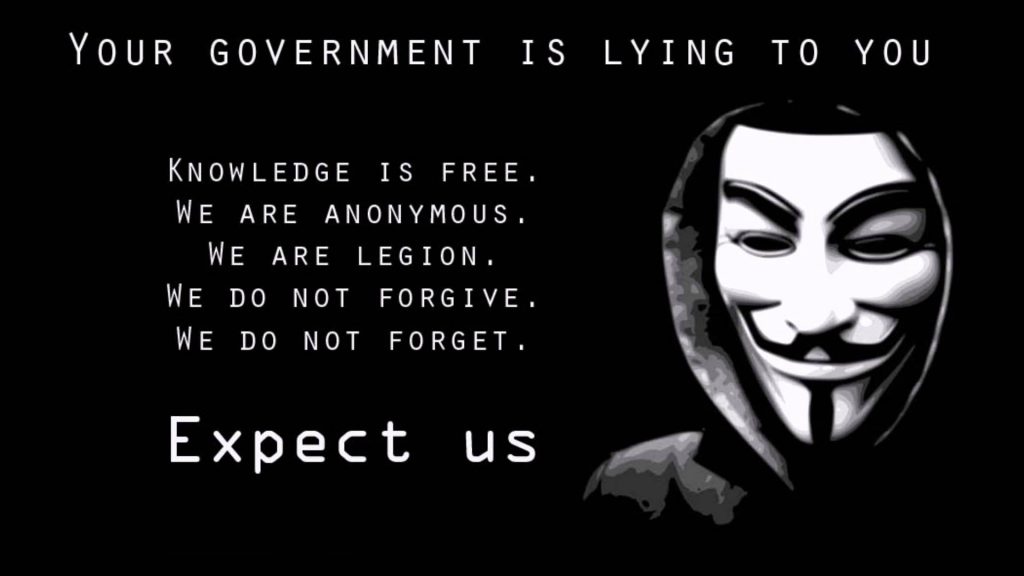 Your government is lying to you
Knowledge is free.
We are anonymous.
We are legion.
We do not forgive.
We do not forget.
Expect us